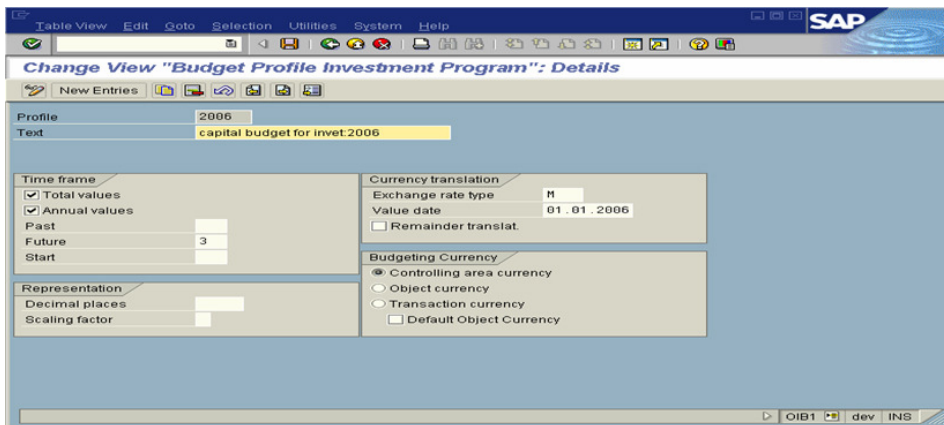 Table View Edit Goto Selection Utilities System Help
SAP
Change View "Budget Profile Investment Program": Details
New Entries
Profile 2006
Text capital budget for invet:2006
Time frame
Total values
Annual values
Past
Future 3
Start
Representation
Decimal places
Scaling factor
Currency translation
Exchange rate type M
Value date 01.01.2006
Remainder translat.
Budgeting Currency
Controlling area currency
Object currency
Transaction currency
Default Object Currency
OIB1 dev INS